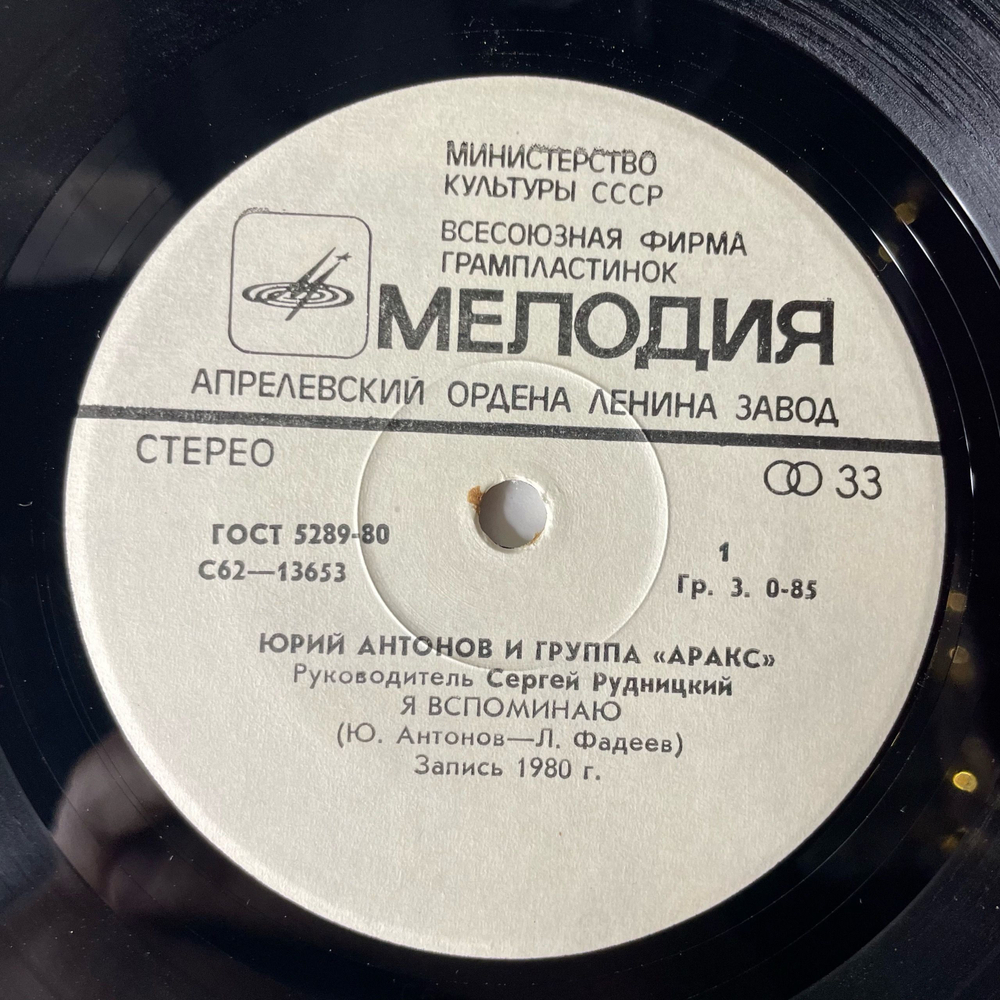 МИНИСТЕРСТВО
КУЛЬТУРЫ СССР
ВСЕСОЮЗНАЯ ФИРМА
ГРАМПЛАСТИНОК
МЕЛОДИЯ
АПРЕЛЕВСКИЙ ОРДЕНА ЛЕНИНА ЗАВОД
СТЕРЕО
33
ГОСТ 5289-80
С62—13653
1
Гр. 3. 0-85
ЮРИЙ АНТОНОВ И ГРУППА «АРАКС»
Руководитель Сергей Рудницкий
Я ВСПОМИНАЮ
(Ю. Антонов—Л. Фадеев)
Запись 1980 г.